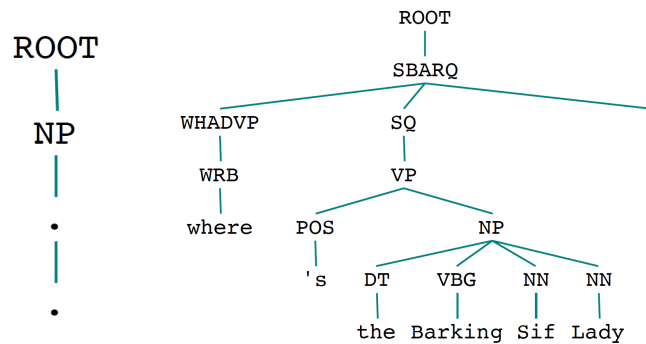 ROOT
NP
.
.
ROOT
SBARQ
WHADVP SQ
WRB VP
where POS NP
's DT VBG NN NN
the Barking Sif Lady